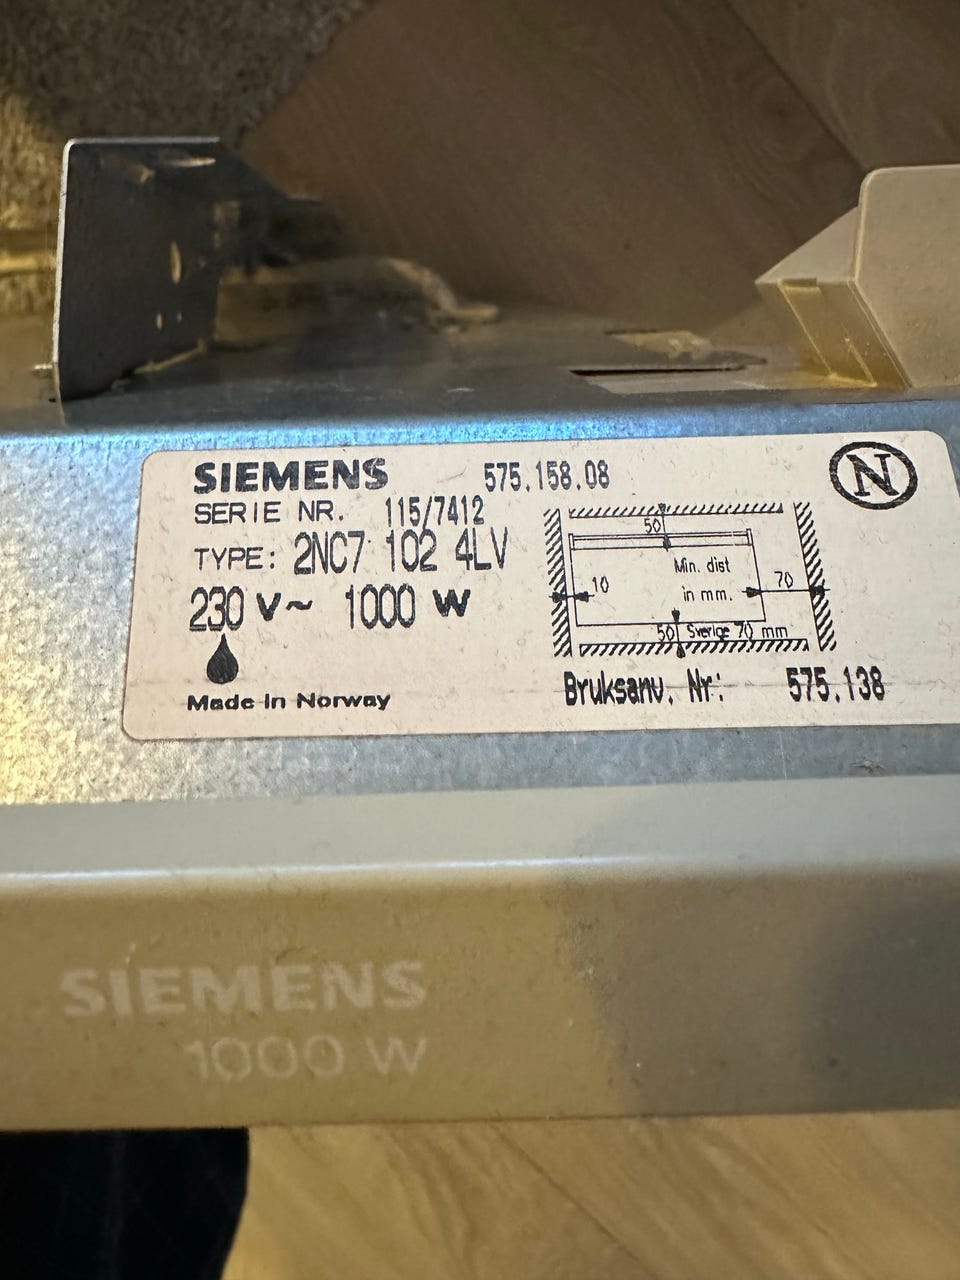 SIEMENS 575.158.08
SERIE NR. 115/7412
TYPE: 2NC7 102 4LV
230 V~ 1000 W
Made in Norway
N
50
Min. dist
in mm.
10
70
50 Sverige 70 mm
Bruksanv. Nr: 575.138
SIEMENS
1000 W